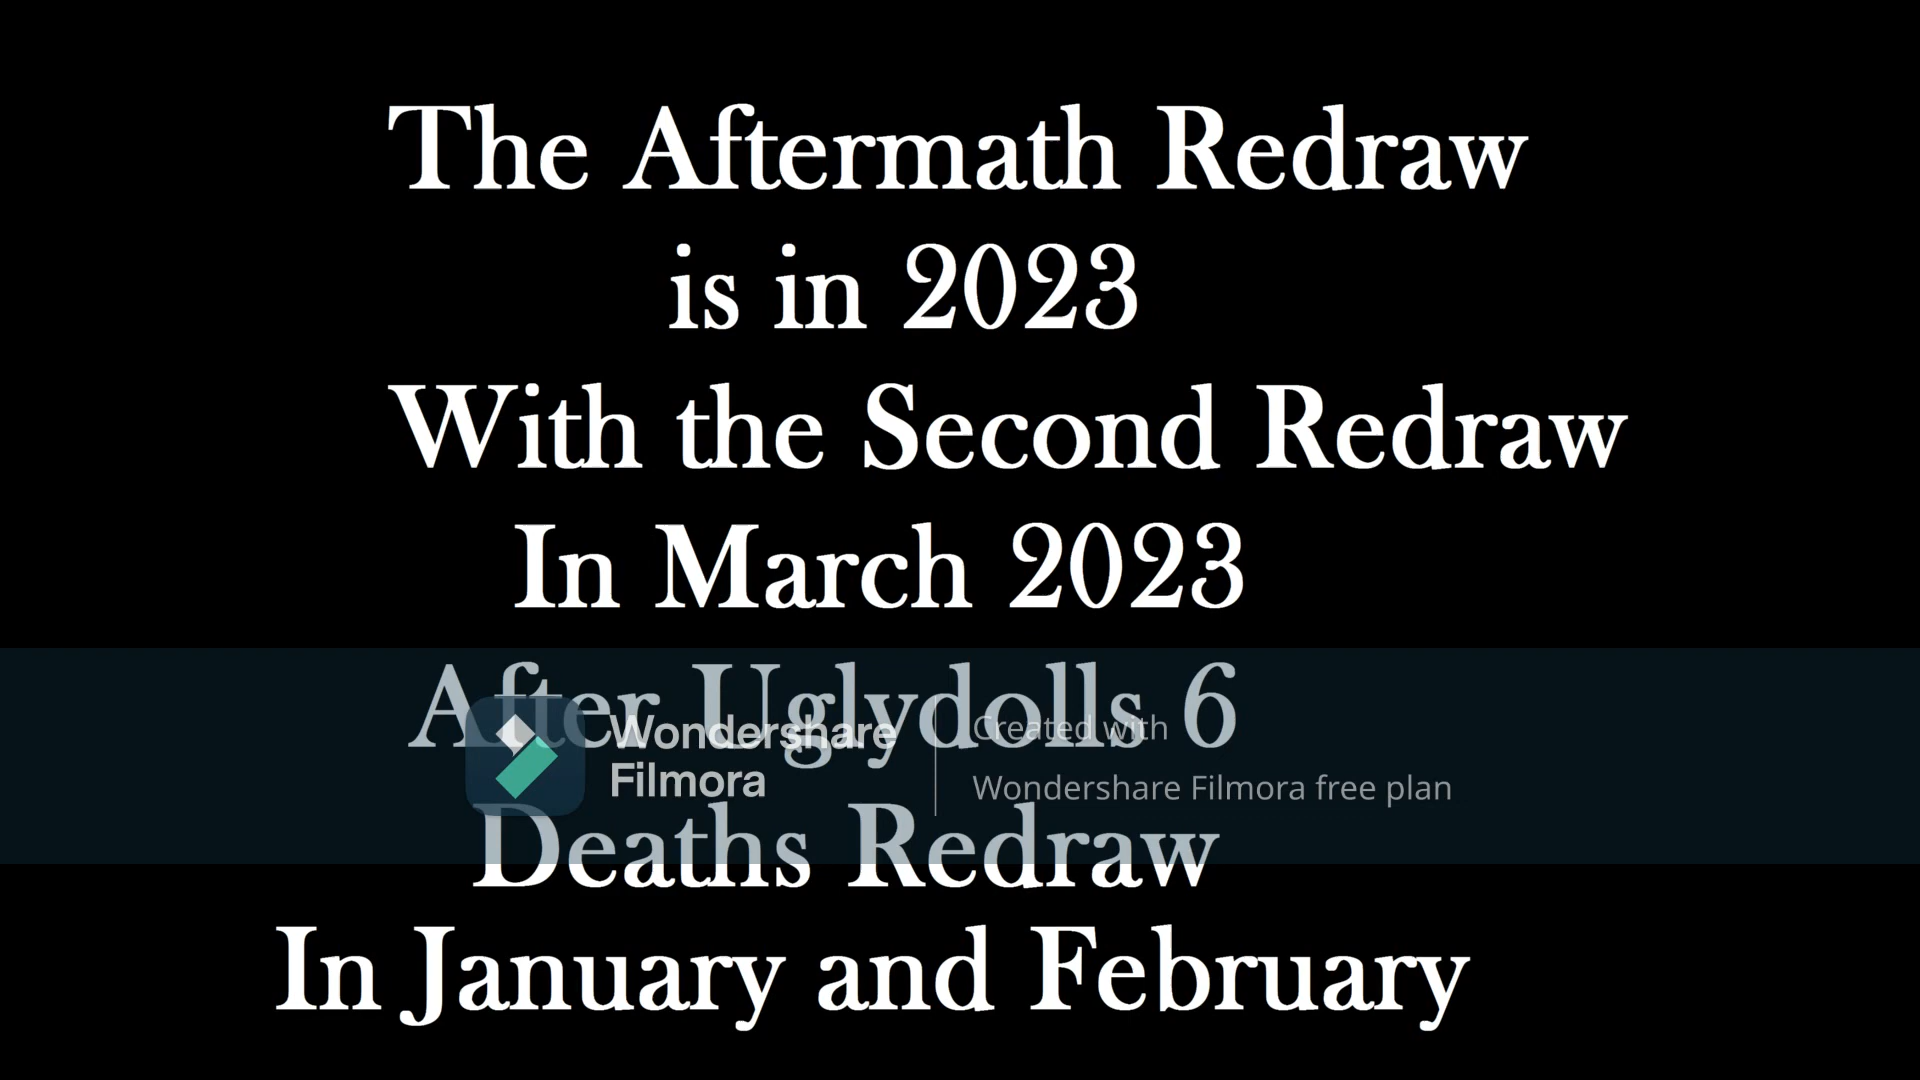 The Aftermath Redraw
is in 2023
With the Second Redraw
In March 2023
After Uglydolls 6
Wondershare
Filmora
Created with
Wondershare Filmora free plan
Deaths Redraw
In January and February